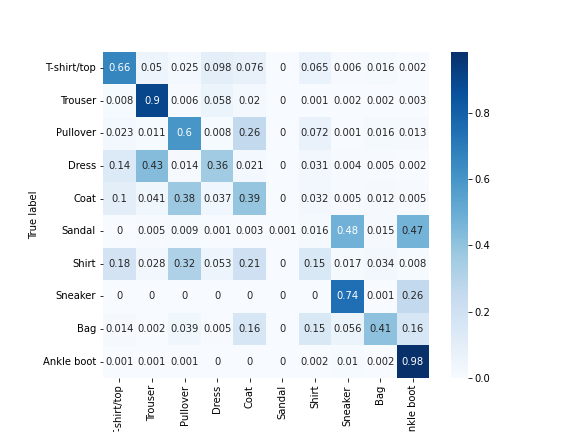 T-shirt/top 0.66 0.05 0.025 0.098 0.076 0 0.065 0.006 0.016 0.002
Trouser 0.008 0.9 0.006 0.058 0.02 0 0.001 0.002 0.002 0.003
Pullover 0.023 0.011 0.6 0.008 0.26 0 0.072 0.001 0.016 0.013
Dress 0.14 0.43 0.014 0.36 0.021 0 0.031 0.004 0.005 0.002
Coat 0.1 0.041 0.38 0.037 0.39 0 0.032 0.005 0.012 0.005
Sandal 0 0.005 0.009 0.001 0.003 0.001 0.016 0.48 0.015 0.47
Shirt 0.18 0.028 0.32 0.053 0.21 0 0.15 0.017 0.034 0.008
Sneaker 0 0 0 0 0 0 0 0.74 0.001 0.26
Bag 0.014 0.002 0.039 0.005 0.16 0 0.15 0.056 0.41 0.16
Ankle boot 0.001 0.001 0.001 0 0 0 0.002 0.01 0.002 0.98
True label
-shirt/top
Trouser
Pullover
Dress
Coat
Sandal
Shirt
Sneaker
Bag
nkle boot
0.8
0.6
0.4
0.2
0.0